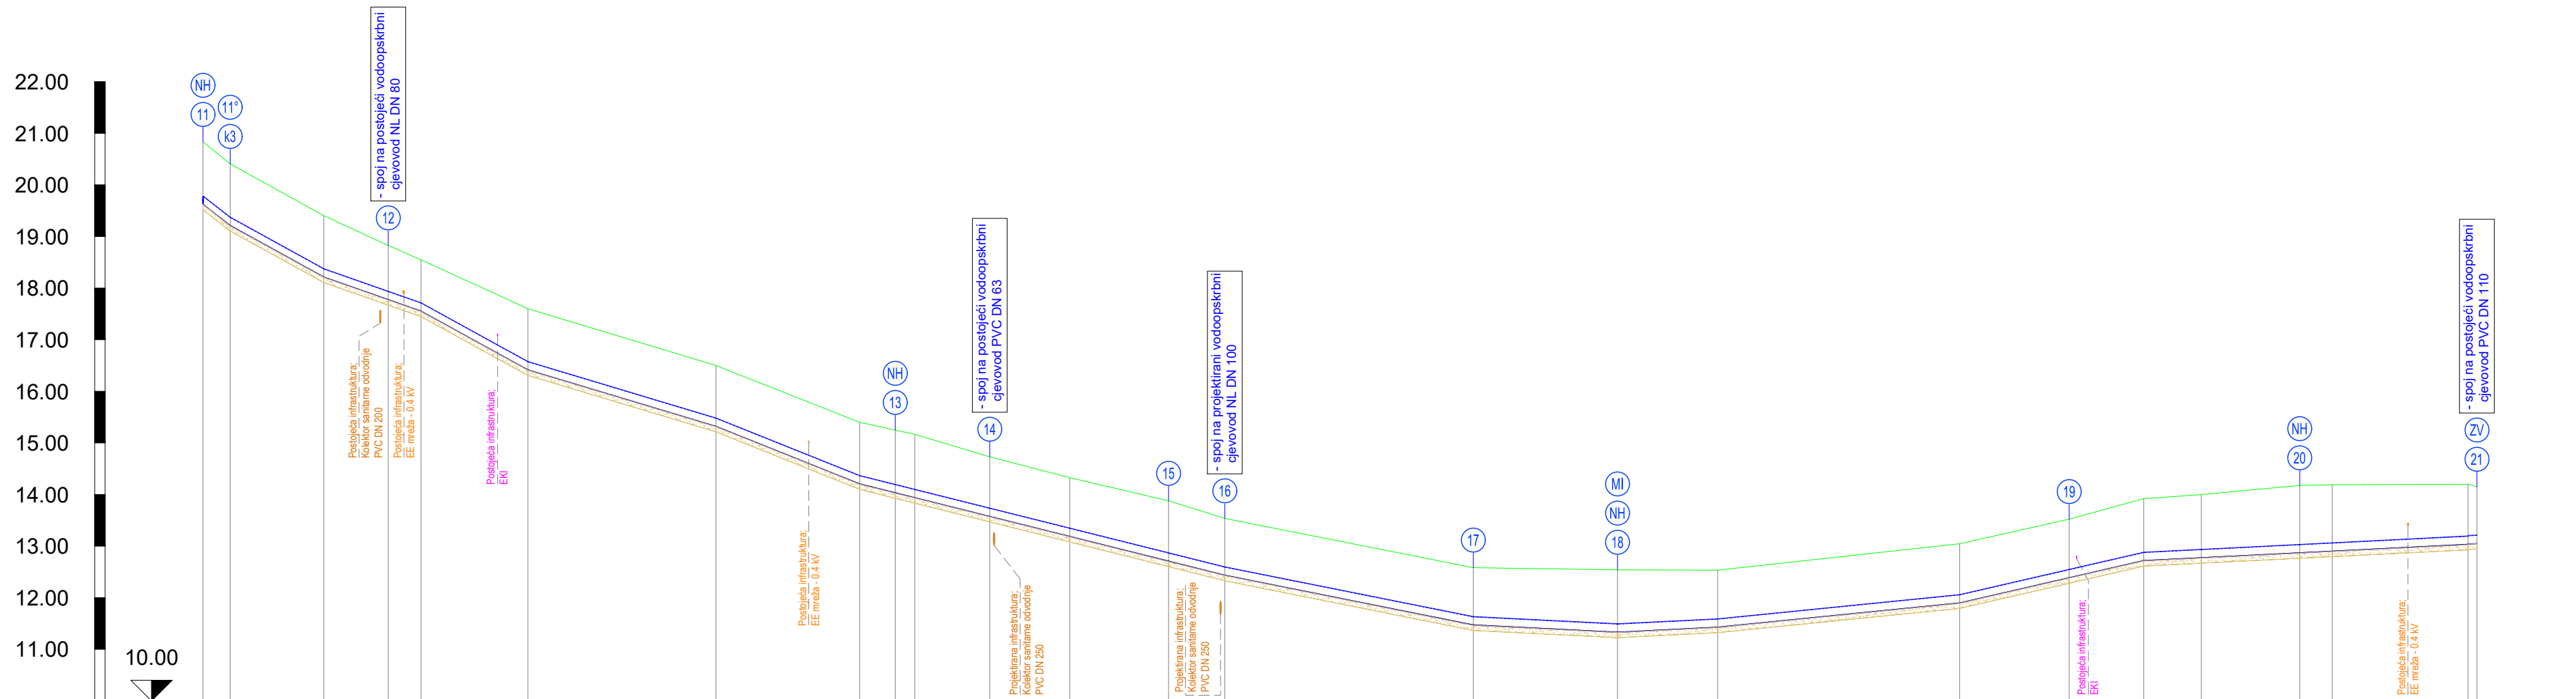 22.00
21.00
20.00
19.00
18.00
17.00
16.00
15.00
14.00
13.00
12.00
11.00
10.00
NH
11
11°
k3
- spoj na postojeći vodoopskrbni
cjevovod NL DN 80
12
Postojeća infrastruktura;
Kolektor sanitarne odvodnje
PVC DN 200
Postojeća infrastruktura;
EE mreža - 0.4 kV
Postojeća infrastruktura;
EKI
Postojeća infrastruktura;
EE mreža - 0.4 kV
NH
13
- spoj na postojeći vodoopskrbni
cjevovod PVC DN 63
14
Projektirana infrastruktura;
Kolektor sanitarne odvodnje
PVC DN 250
15
- spoj na projektirani vodoopskrbni
cjevovod NL DN 100
16
Projektirana infrastruktura;
Kolektor sanitarne odvodnje
PVC DN 250
17
MI
NH
18
19
Postojeća infrastruktura;
EKI
NH
20
Postojeća infrastruktura;
EE mreža - 0.4 kV
- spoj na postojeći vodoopskrbni
cjevovod PVC DN 110
ZV
21